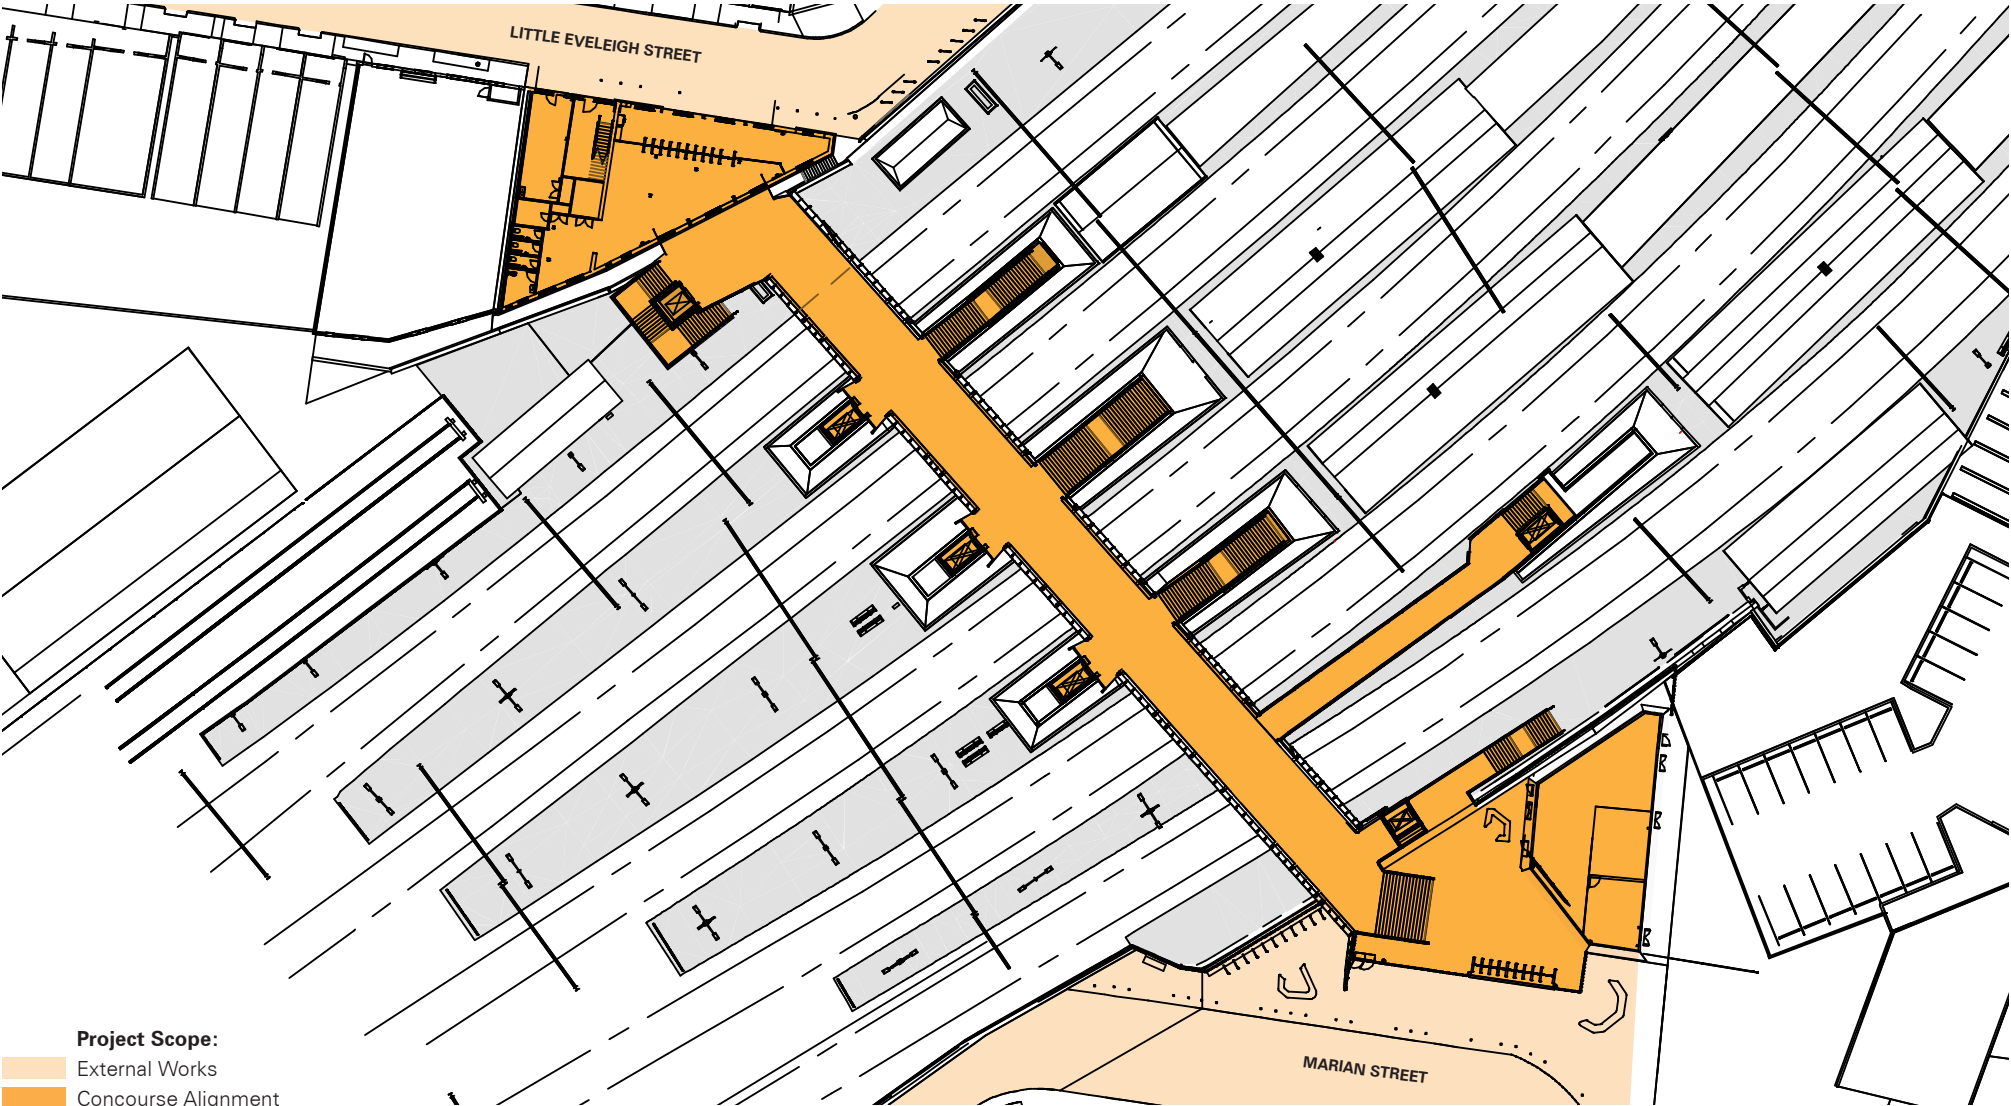 LITTLE EVELEIGH STREET
MARIAN STREET
Project Scope:
External Works
Concourse Alignment